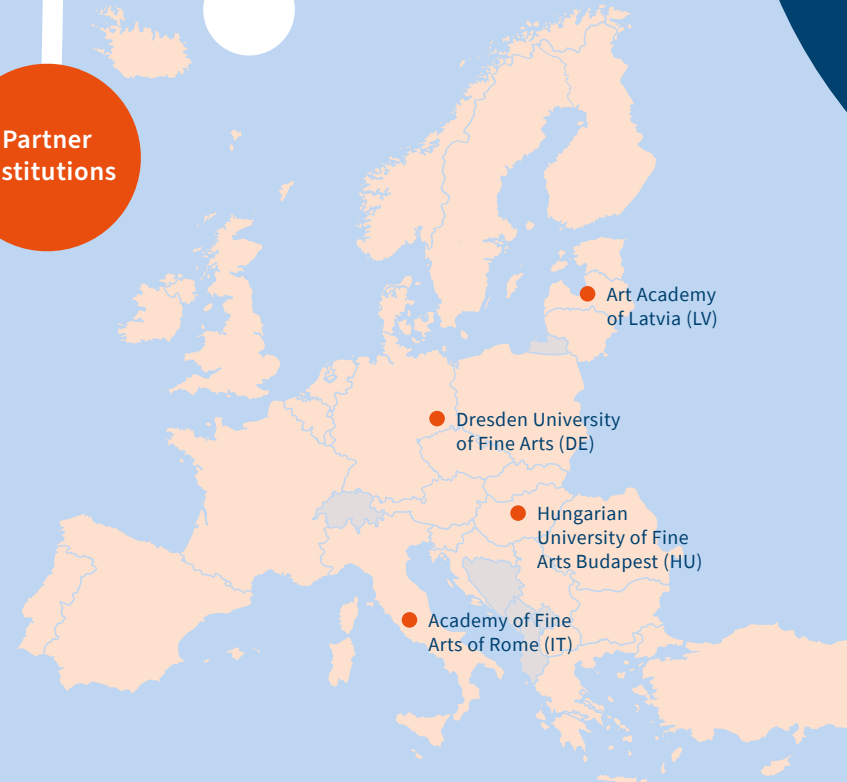 Partner
stitutions
Art Academy
of Latvia (LV)
Dresden University
of Fine Arts (DE)
Hungarian
University of Fine
Arts Budapest (HU)
Academy of Fine
Arts of Rome (IT)